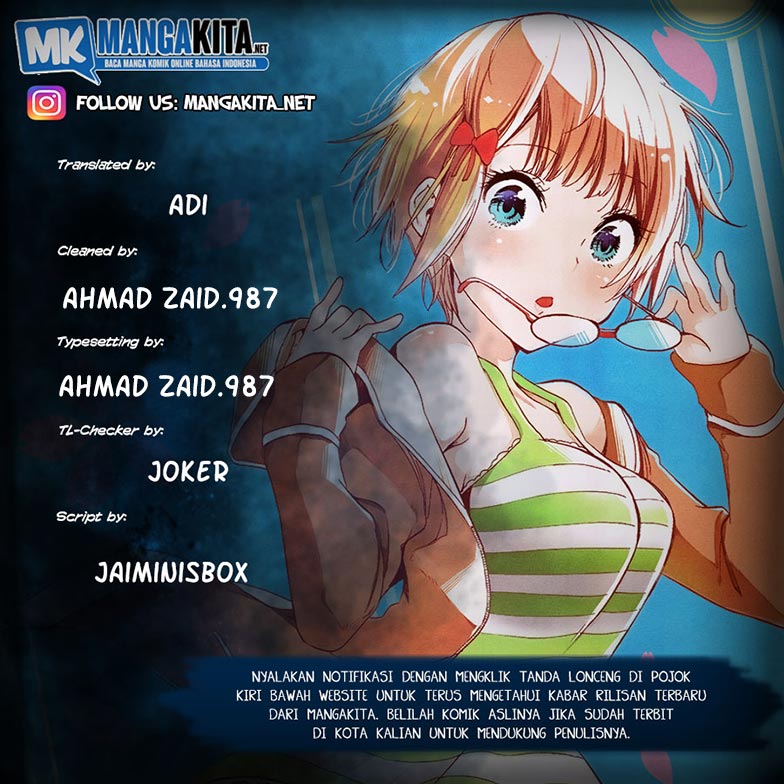 MK MANGAKITA.NET
BACA MANGA KOMIK ONLINE BAHASA INDONESIA
FOLLOW US: MANGAKITA_NET
Translated by:
ADI
Cleaned by:
AHMAD ZAID.987
Typesetting by:
AHMAD ZAID.987
TL-Checker by:
JOKER
Script by:
JAIMINISBOX
NYALAKAN NOTIFIKASI DENGAN MENGKLIK TANDA LONCENG DI POJOK
KIRI BAWAH WEBSITE UNTUK TERUS MENGETAHUI KABAR RILISAN TERBARU
DARI MANGAKITA. BELILAH KOMIK ASLINYA JIKA SUDAH TERBIT
DI KOTA KALIAN UNTUK MENDUKUNG PENULISNYA.